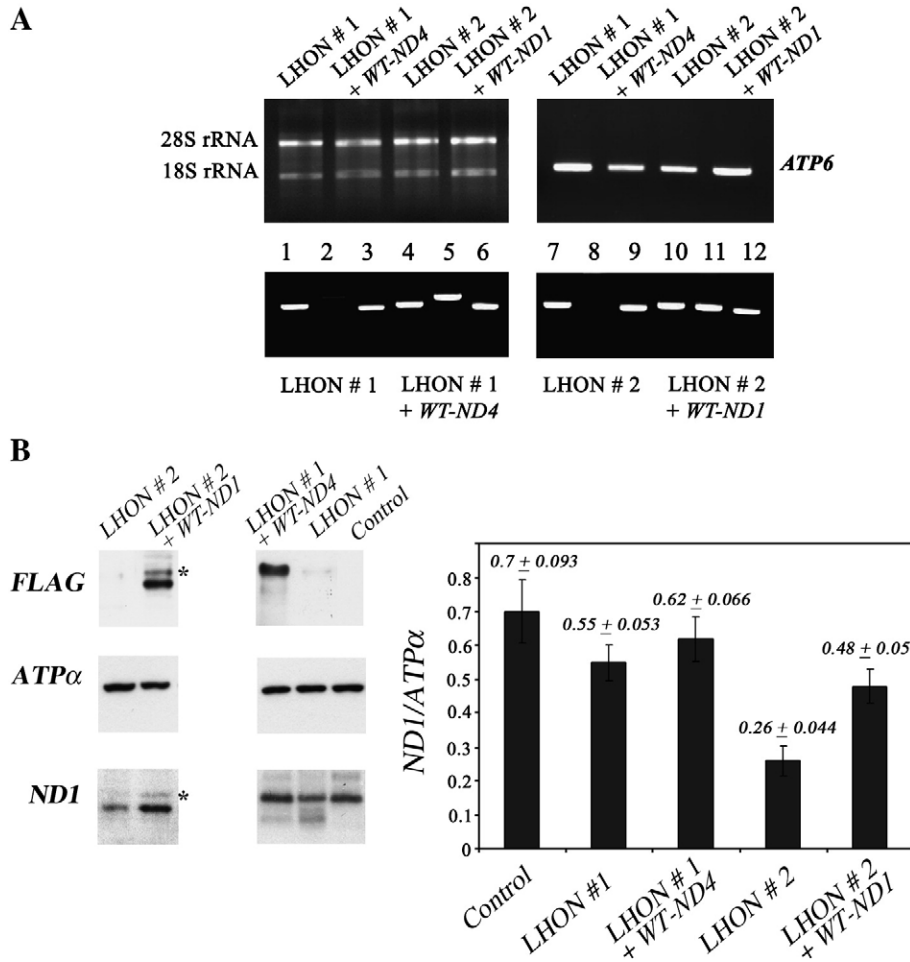 A
LHON # 1
LHON # 1
+ WT-ND4
LHON # 2
LHON # 2
+ WT-ND1
LHON # 1
LHON # 1
+ WT-ND4
LHON # 2
LHON # 2
+ WT-ND1
28S rRNA
18S rRNA
ATP6
1 2 3 4 5 6
7 8 9 10 11 12
LHON # 1
LHON # 1
+ WT-ND4
LHON # 2
LHON # 2
+ WT-ND1
B
LHON # 2
LHON # 2
+ WT-ND1
LHON # 1
+ WT-ND4
LHON # 1
Control
FLAG
*
ATPα
ND1
*
ND1/ATPα
0.8
0.7
0.6
0.5
0.4
0.3
0.2
0.1
0
0.7 ± 0.093
0.55 ± 0.053
0.62 ± 0.066
0.26 ± 0.044
0.48 ± 0.05
Control
LHON #1
LHON # 1
+ WT-ND4
LHON # 2
LHON # 2
+ WT-ND1